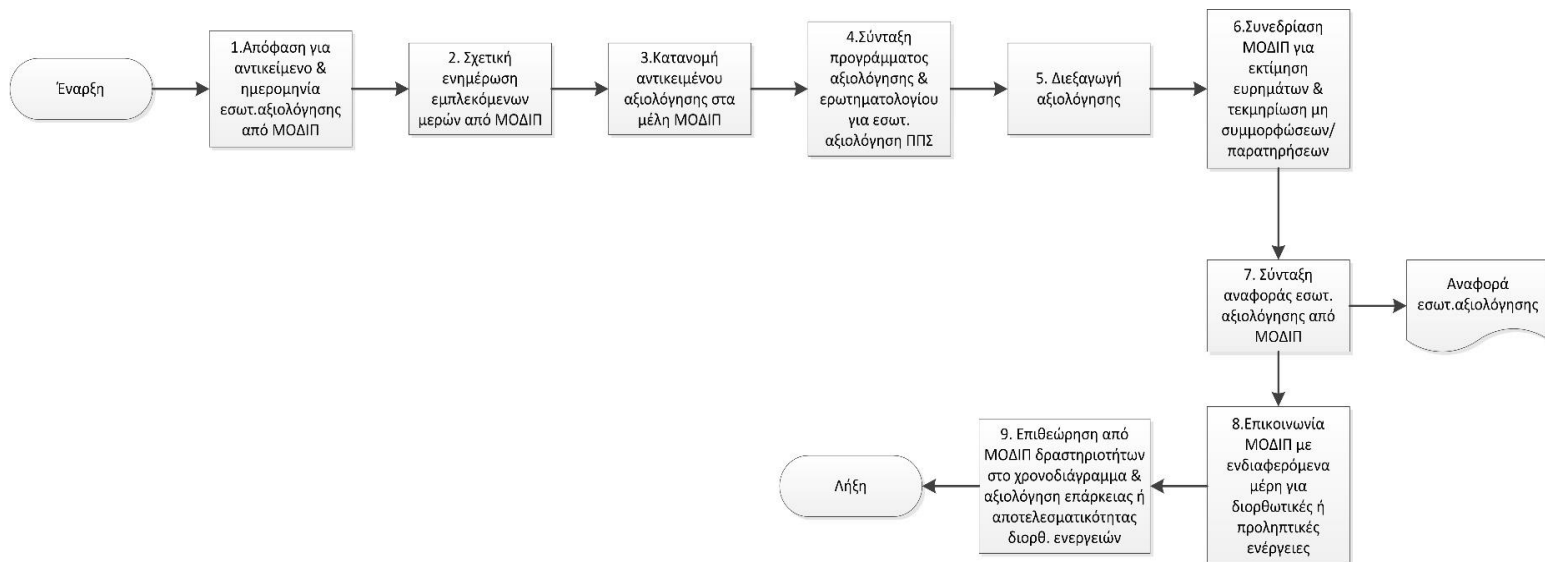 Έναρξη
1.Απόφαση για
αντικείμενο &
ημερομηνία
εσωτ.αξιολόγησης
από ΜΟΔΙΠ
2. Σχετική
ενημέρωση
εμπλεκόμενων
μερών από ΜΟΔΙΠ
3.Κατανομή
αντικειμένου
αξιολόγησης στα
μέλη ΜΟΔΙΠ
4.Σύνταξη
προγράμματος
αξιολόγησης &
ερωτηματολογίου
για εσωτ.
αξιολόγηση ΠΠΣ
5. Διεξαγωγή
αξιολόγησης
6.Συνεδρίαση
ΜΟΔΙΠ για
εκτίμηση
ευρημάτων &
τεκμηρίωση μη
συμμορφώσεων/
παρατηρήσεων
7. Σύνταξη
αναφοράς εσωτ.
αξιολόγησης από
ΜΟΔΙΠ
Αναφορά
εσωτ.αξιολόγησης
8.Επικοινωνία
ΜΟΔΙΠ με
ενδιαφερόμενα
μέρη για
διορθωτικές ή
προληπτικές
ενέργειες
9. Επιθεώρηση από
ΜΟΔΙΠ δραστηριοτήτων
στο χρονοδιάγραμμα &
αξιολόγηση επάρκειας ή
αποτελεσματικότητας
διορθ. ενεργειών
Λήξη